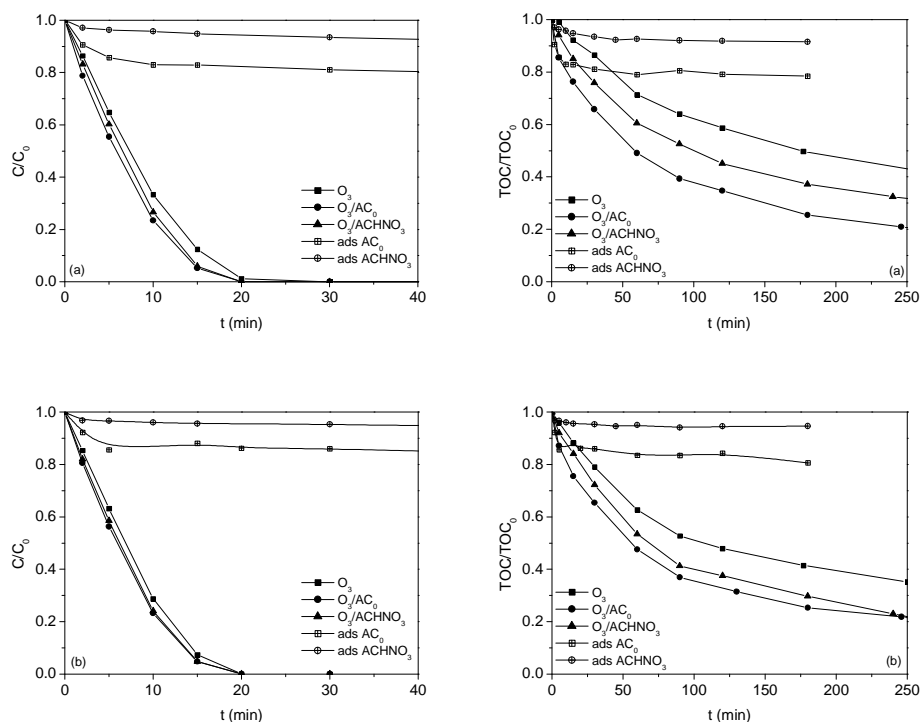 1.0
0.8
0.6
0.4
0.2
0.0
C/C₀
0 10 20 30 40
t (min)
(a)
O₃
O₃/AC₀
O₃/ACHNO₃
ads AC₀
ads ACHNO₃
1.0
0.8
0.6
0.4
0.2
0.0
TOC/TOC₀
0 50 100 150 200 250
t (min)
(a)
O₃
O₃/AC₀
O₃/ACHNO₃
ads AC₀
ads ACHNO₃
1.0
0.8
0.6
0.4
0.2
0.0
C/C₀
0 10 20 30 40
t (min)
(b)
O₃
O₃/AC₀
O₃/ACHNO₃
ads AC₀
ads ACHNO₃
1.0
0.8
0.6
0.4
0.2
0.0
TOC/TOC₀
0 50 100 150 200 250
t (min)
(b)
O₃
O₃/AC₀
O₃/ACHNO₃
ads AC₀
ads ACHNO₃